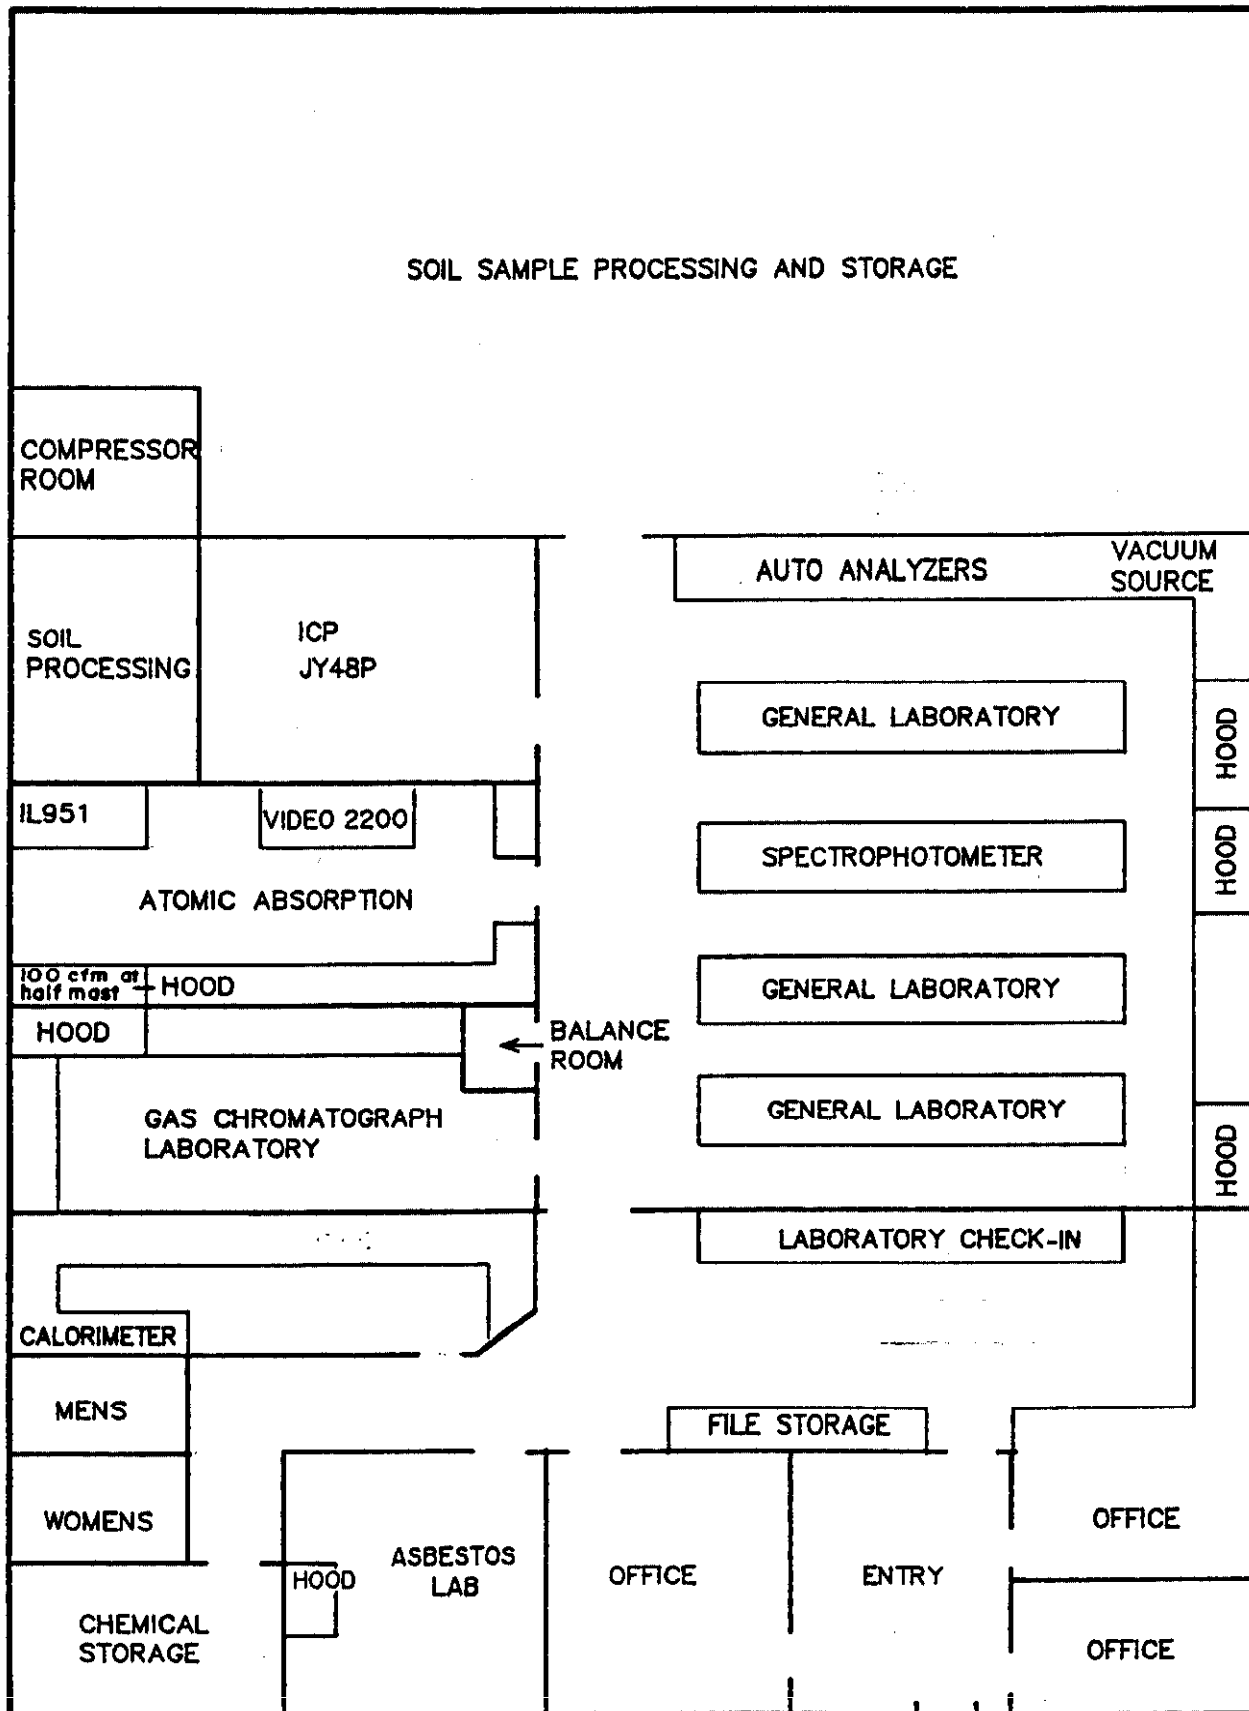 SOIL SAMPLE PROCESSING AND STORAGE
COMPRESSOR
ROOM
AUTO ANALYZERS
VACUUM
SOURCE
SOIL
PROCESSING
ICP
JY48P
GENERAL LABORATORY
HOOD
IL951
VIDEO 2200
SPECTROPHOTOMETER
HOOD
ATOMIC ABSORPTION
100 cfm at
half mast
HOOD
GENERAL LABORATORY
HOOD
BALANCE
ROOM
GAS CHROMATOGRAPH
LABORATORY
GENERAL LABORATORY
HOOD
LABORATORY CHECK-IN
CALORIMETER
MENS
FILE STORAGE
WOMENS
HOOD
ASBESTOS
LAB
OFFICE
ENTRY
OFFICE
CHEMICAL
STORAGE
OFFICE